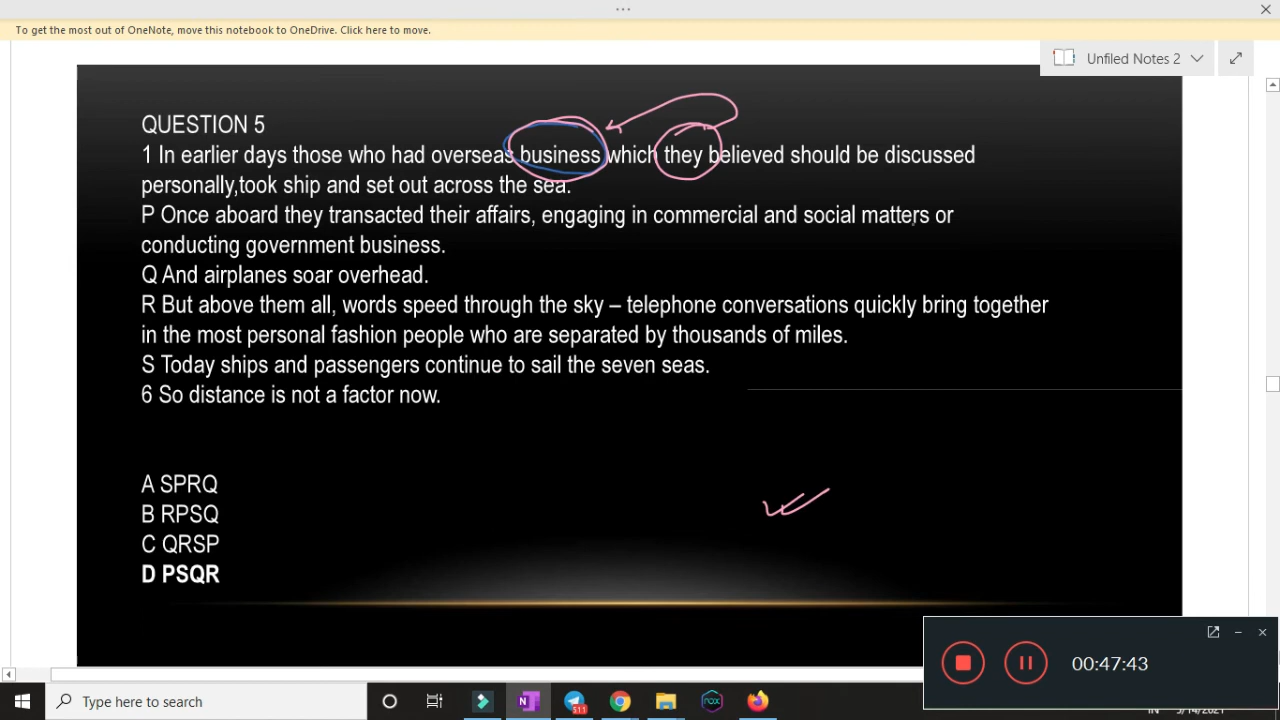 To get the most out of OneNote, move this notebook to OneDrive. Click here to move.
Unfiled Notes 2
QUESTION 5
1 In earlier days those who had overseas business which they believed should be discussed
personally,took ship and set out across the sea.
P Once aboard they transacted their affairs, engaging in commercial and social matters or
conducting government business.
Q And airplanes soar overhead.
R But above them all, words speed through the sky – telephone conversations quickly bring together
in the most personal fashion people who are separated by thousands of miles.
S Today ships and passengers continue to sail the seven seas.
6 So distance is not a factor now.
A SPRQ
B RPSQ
C QRSP
D PSQR
00:47:43
Type here to search